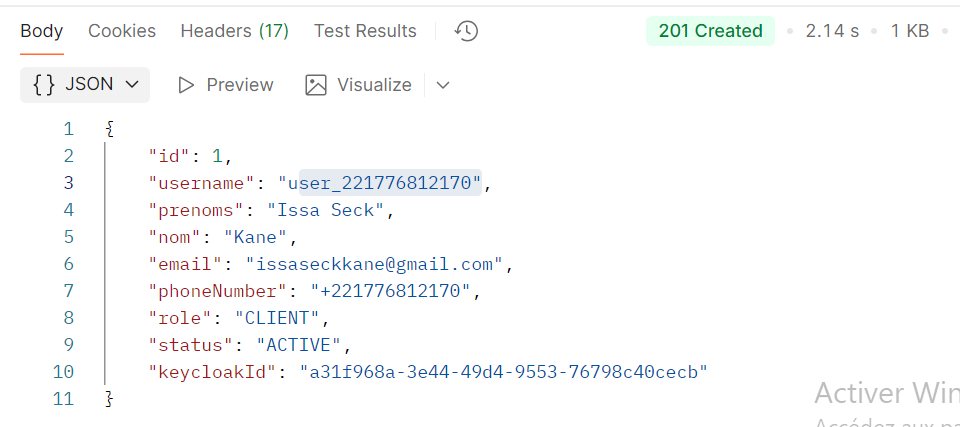 Body Cookies Headers (17) Test Results 201 Created • 2.14 s • 1 KB •
{} JSON Preview Visualize
1 {
2 "id": 1,
3 "username": "user_221776812170",
4 "prenoms": "Issa Seck",
5 "nom": "Kane",
6 "email": "issaseckkane@gmail.com",
7 "phoneNumber": "+221776812170",
8 "role": "CLIENT",
9 "status": "ACTIVE",
10 "keycloakId": "a31f968a-3e44-49d4-9553-76798c40cecb"
11 }
Activer Win
Accédez aux pa